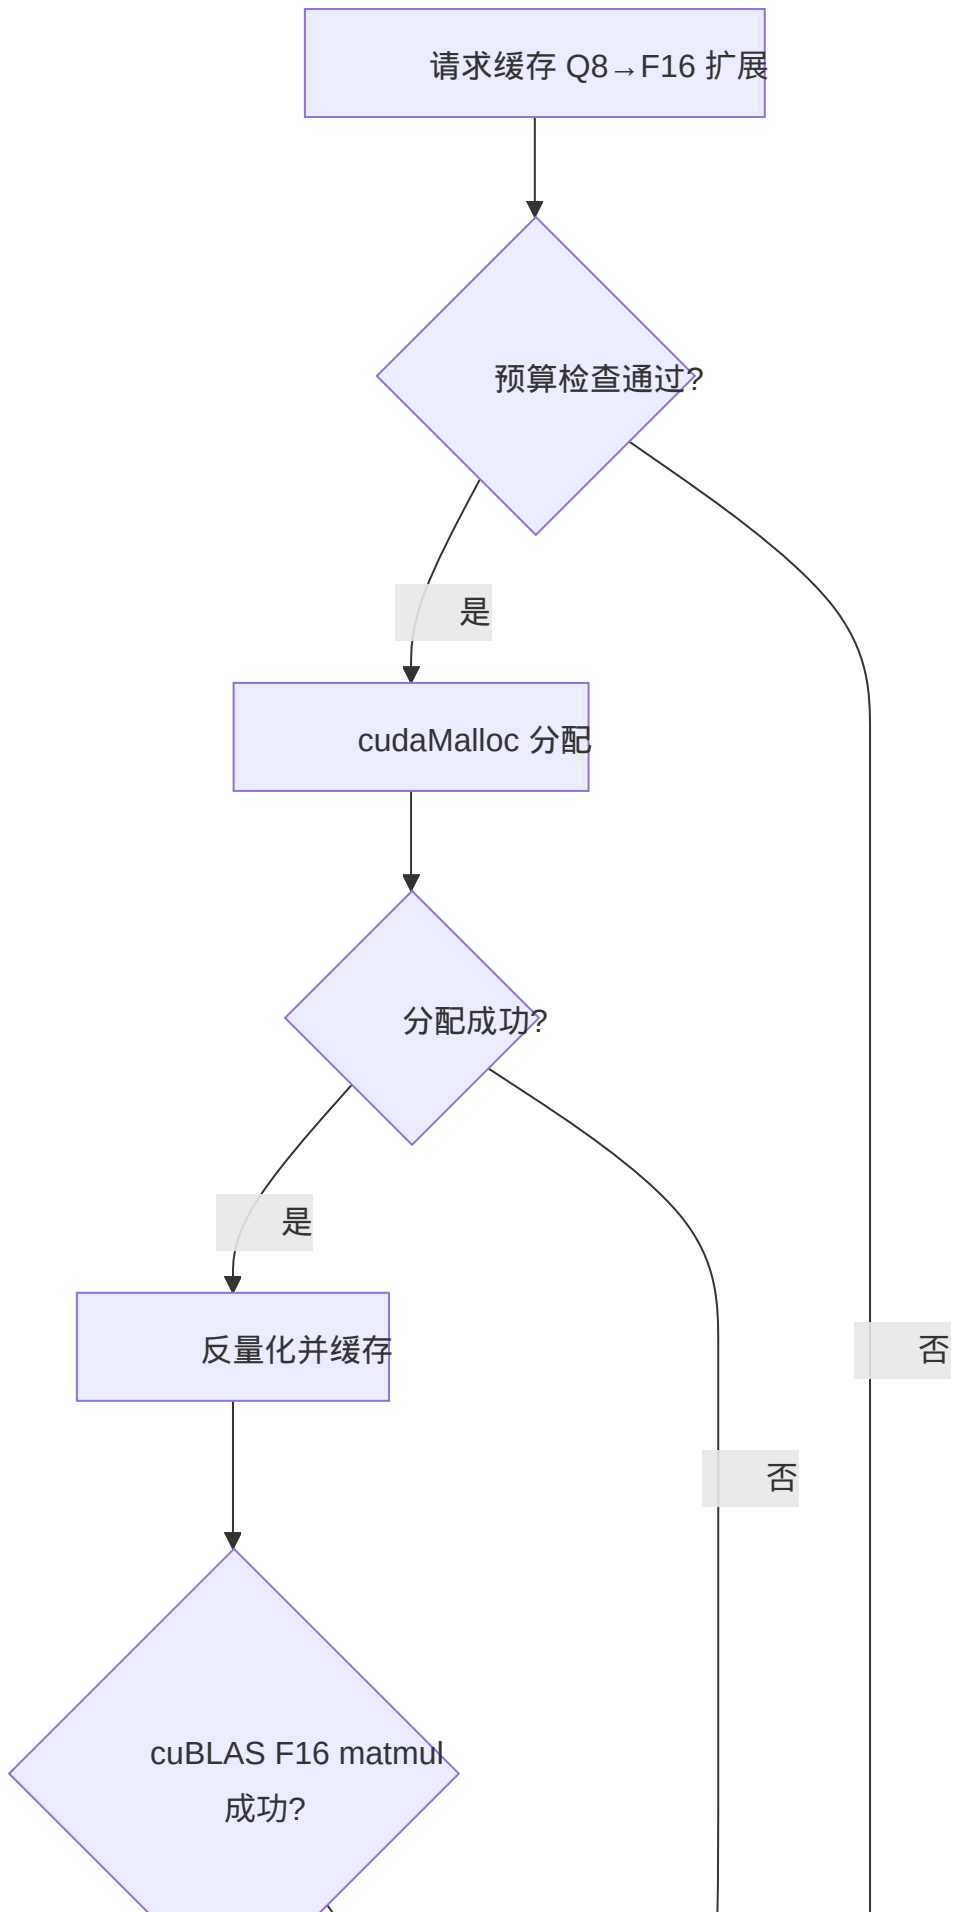 请求缓存 Q8→F16 扩展
预算检查通过?
是
cudaMalloc 分配
分配成功?
是
反量化并缓存
否
否
cuBLAS F16 matmul
成功?